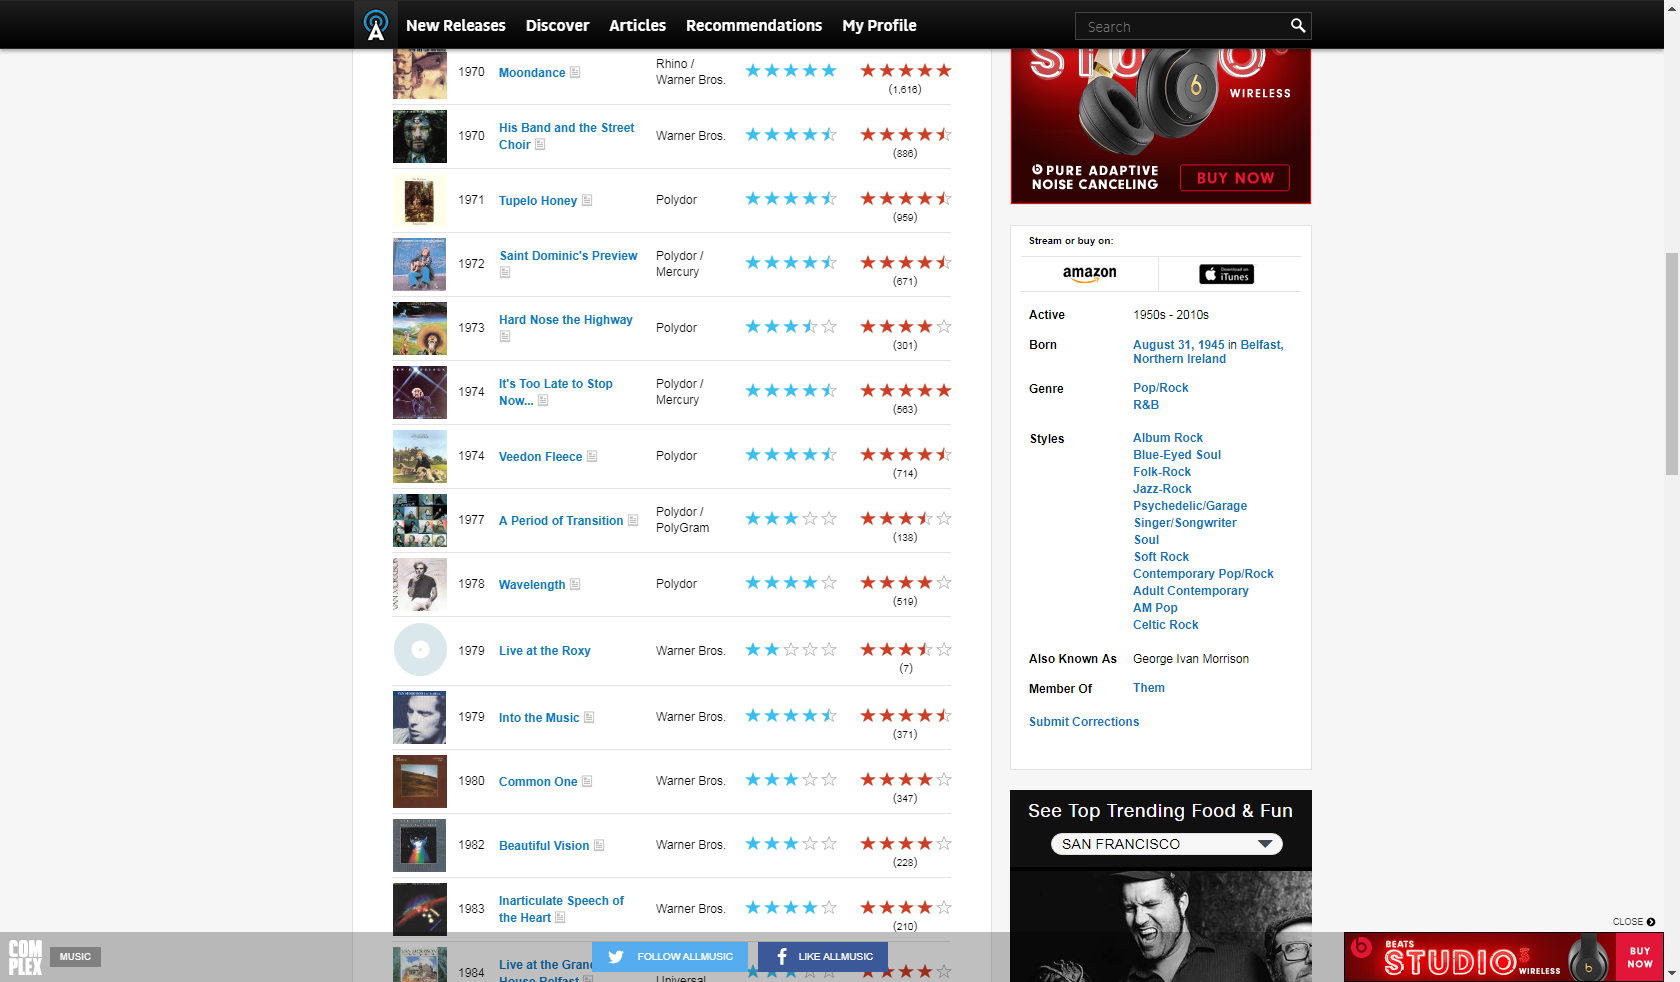 New Releases
Discover
Articles
Recommendations
My Profile
Search
1970
Moondance
Rhino /
Warner Bros.
(1,616)
1970
His Band and the Street
Choir
Warner Bros.
(886)
1971
Tupelo Honey
Polydor
(959)
1972
Saint Dominic's Preview
Polydor /
Mercury
(671)
1973
Hard Nose the Highway
Polydor
(301)
1974
It's Too Late to Stop
Now...
Polydor /
Mercury
(563)
1974
Veedon Fleece
Polydor
(714)
1977
A Period of Transition
Polydor /
PolyGram
(138)
1978
Wavelength
Polydor
(519)
1979
Live at the Roxy
Warner Bros.
(7)
1979
Into the Music
Warner Bros.
(371)
1980
Common One
Warner Bros.
(347)
1982
Beautiful Vision
Warner Bros.
(228)
1983
Inarticulate Speech of
the Heart
Warner Bros.
(210)
1984
Live at the Grand
House Belfast
Universal
STUDIO3
WIRELESS
PURE ADAPTIVE
NOISE CANCELING
BUY NOW
Stream or buy on:
amazon
Download on
iTunes
Active
1950s - 2010s
Born
August 31, 1945 in Belfast,
Northern Ireland
Genre
Pop/Rock
R&B
Styles
Album Rock
Blue-Eyed Soul
Folk-Rock
Jazz-Rock
Psychedelic/Garage
Singer/Songwriter
Soul
Soft Rock
Contemporary Pop/Rock
Adult Contemporary
AM Pop
Celtic Rock
Also Known As
George Ivan Morrison
Member Of
Them
Submit Corrections
See Top Trending Food & Fun
SAN FRANCISCO
CLOSE
COM
PLEX
MUSIC
FOLLOW ALLMUSIC
LIKE ALLMUSIC
BEATS
STUDIO3
WIRELESS
BUY
NOW